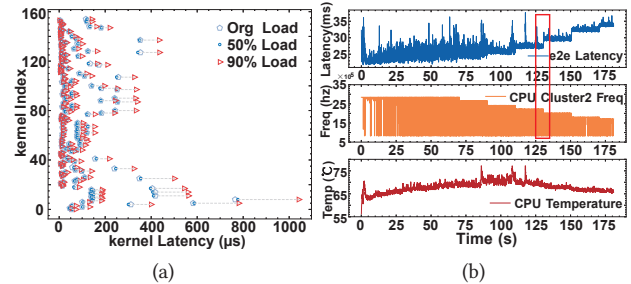 (a)
160
120
80
40
0
kernel Index
Org Load
50% Load
90% Load
0 200 400 600 800 1000
kernel Latency (µs)
(a)
(b)
Latency(ms)
35
30
25
e2e Latency
0 25 50 75 100 125 150 175
×10⁵
Freq (hz)
30
20
10
CPU Cluster2 Freq
0 25 50 75 100 125 150 175
Temp (℃)
75
65
55
CPU Temperature
0 25 50 75 100 125 150 175
Time (s)
(b)